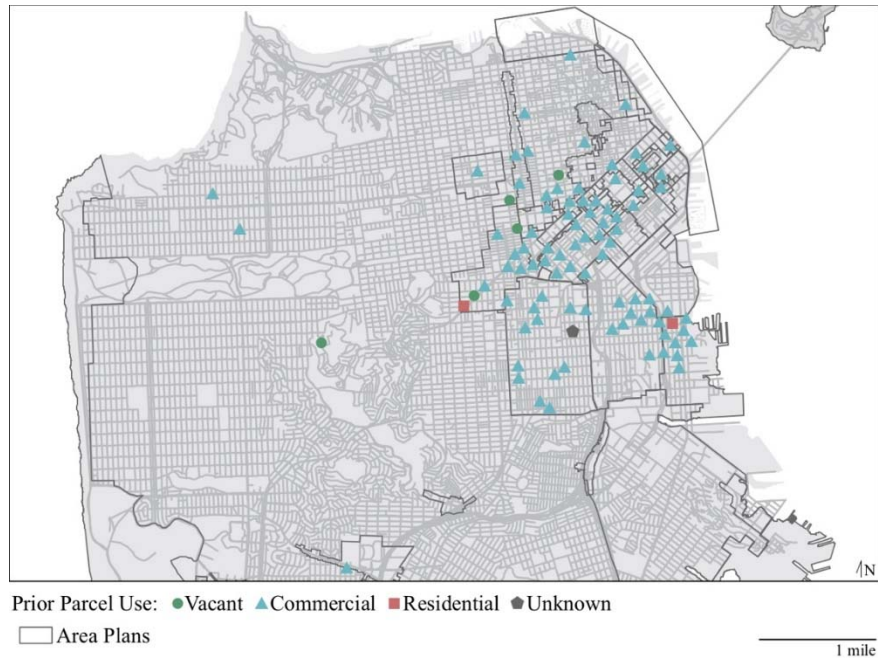 N
Prior Parcel Use: Vacant Commercial Residential Unknown
Area Plans
1 mile